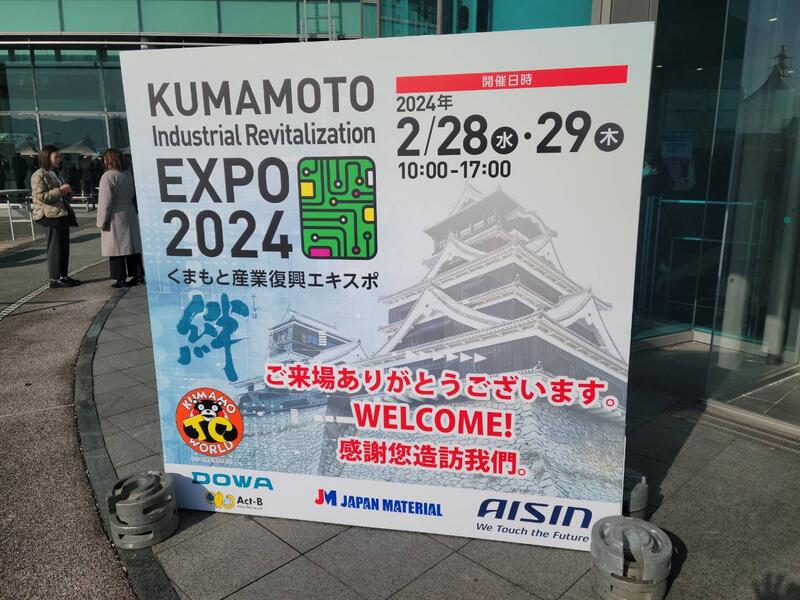 KUMAMOTO
Industrial Revitalization
EXPO
2024
くまもと産業復興エキスポ
テーマは
絆
開催日時
2024年
2/28水・29木
10:00-17:00
ご来場ありがとうございます。
WELCOME!
感謝您造訪我們。
KUMAMO
TO
WORLD
DOWA
Act-B
JM JAPAN MATERIAL
AISIN
We Touch the Future